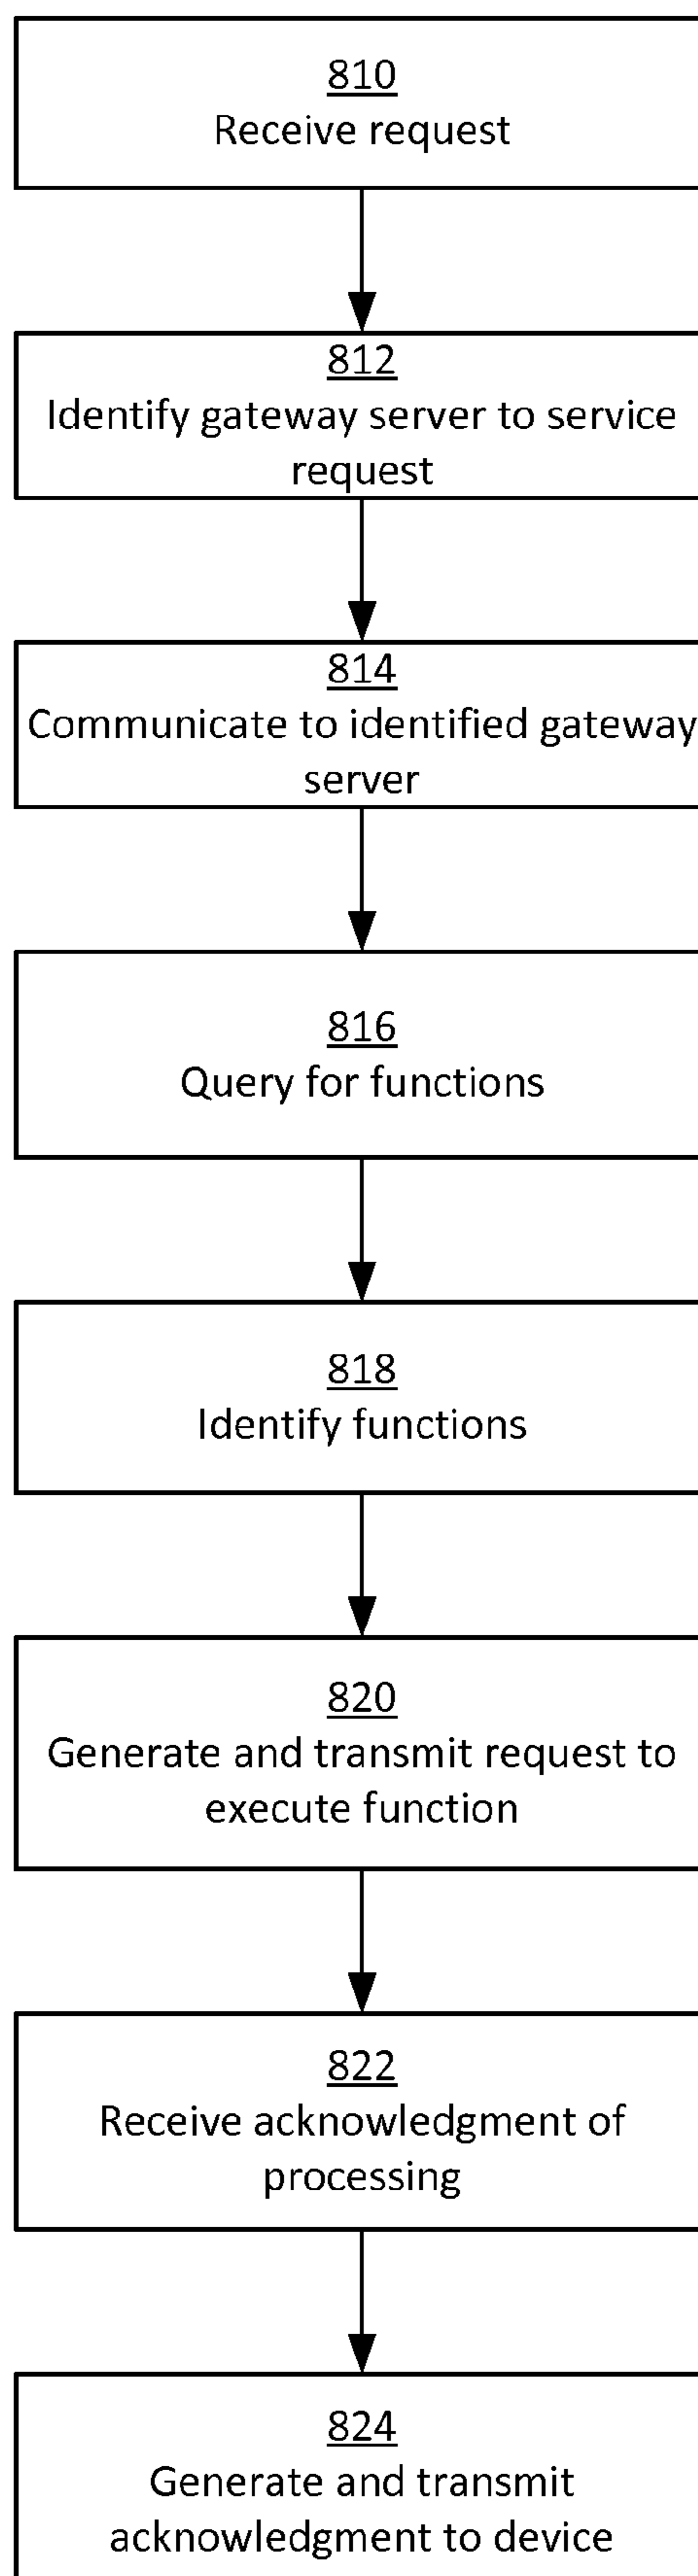 810
Receive request
812
Identify gateway server to service
request
814
Communicate to identified gateway
server
816
Query for functions
818
Identify functions
820
Generate and transmit request to
execute function
822
Receive acknowledgment of
processing
824
Generate and transmit
acknowledgment to device